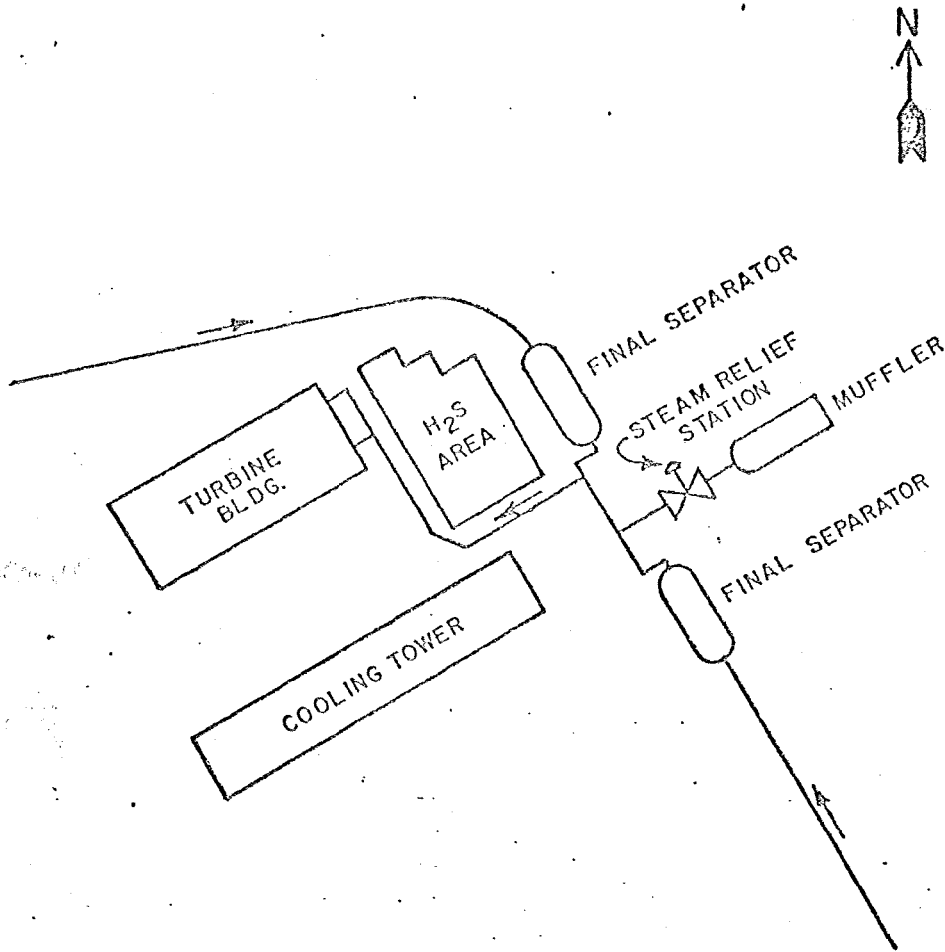 N
FINAL SEPARATOR
STEAM RELIEF
STATION
MUFFLER
H2S
AREA
TURBINE
BLDG.
FINAL SEPARATOR
COOLING TOWER